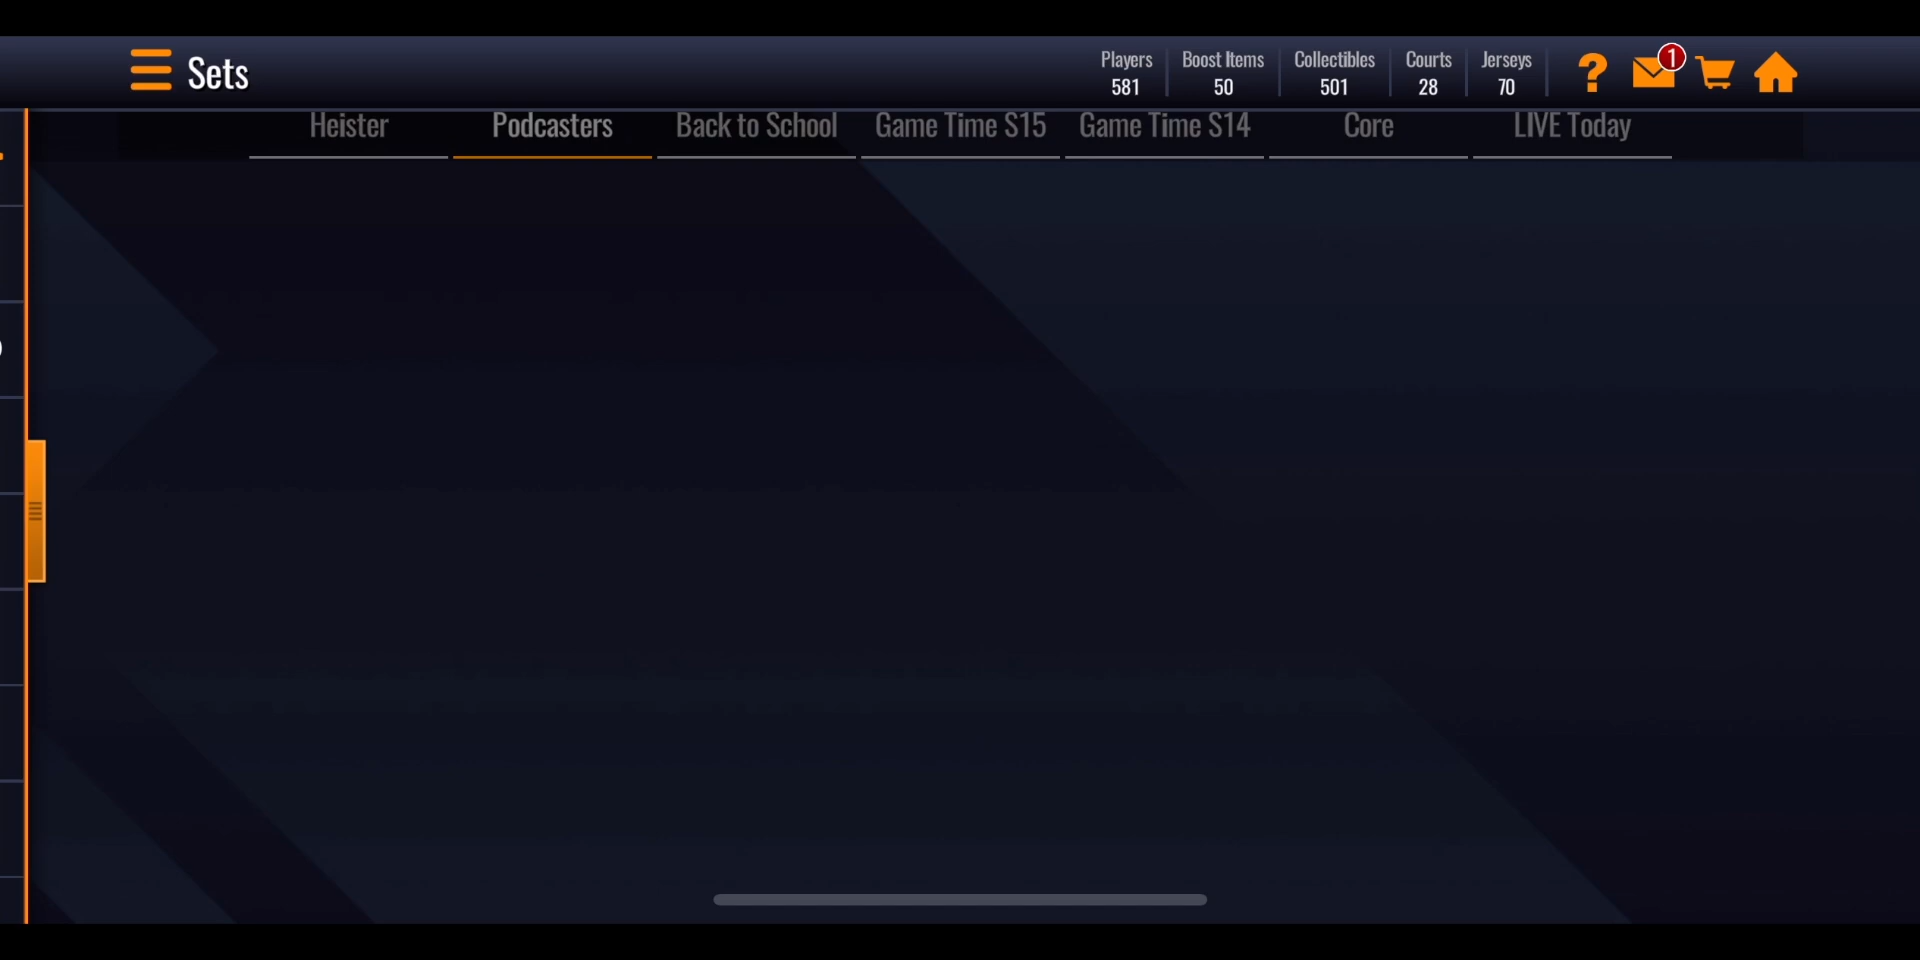 Sets
Players
581
Boost Items
50
Collectibles
501
Courts
28
Jerseys
70
1
Heister
Podcasters
Back to School
Game Time S15
Game Time S14
Core
LIVE Today